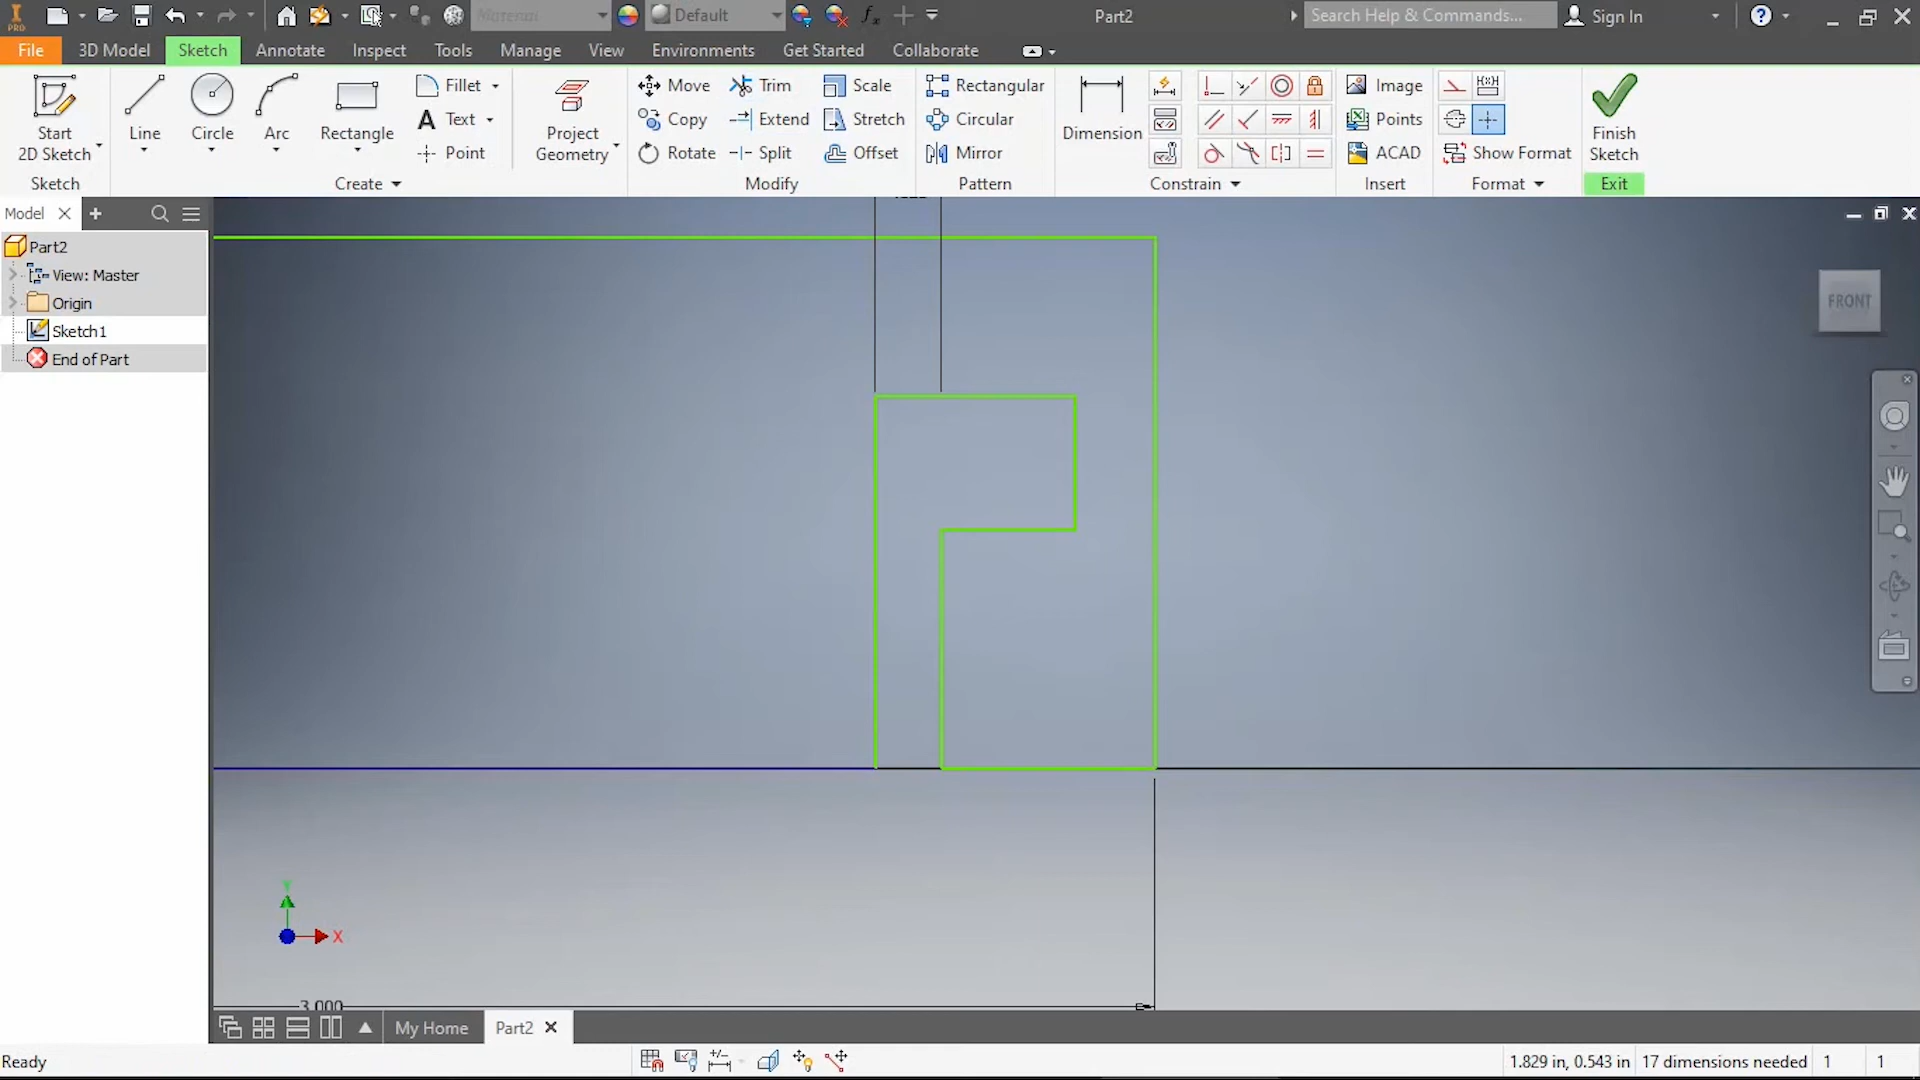 PRO Material Default fx Part2 Search Help & Commands... Sign In
File 3D Model Sketch Annotate Inspect Tools Manage View Environments Get Started Collaborate
Start 2D Sketch
Line
Circle
Arc
Rectangle
Fillet
Text
Point
Project Geometry
Move
Copy
Rotate
Trim
Extend
Split
Scale
Stretch
Offset
Rectangular
Circular
Mirror
Dimension
Image
Points
ACAD
Show Format
Finish Sketch
Sketch Create Modify Pattern Constrain Insert Format Exit
Model
Part2
View: Master
Origin
Sketch1
End of Part
FRONT
Y
X
3.000
My Home Part2
Ready 1.829 in, 0.543 in 17 dimensions needed 1 1